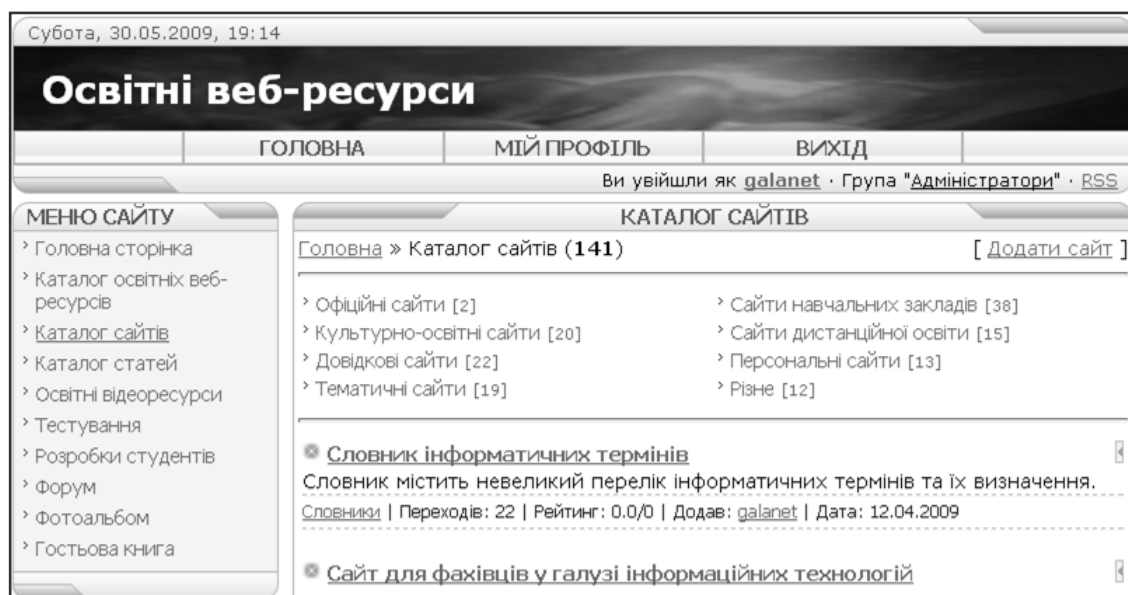 Субота, 30.05.2009, 19:14
Освітні веб-ресурси
ГОЛОВНА
МІЙ ПРОФІЛЬ
ВИХІД
Ви увійшли як galanet · Група "Адміністратори" · RSS
МЕНЮ САЙТУ
Головна сторінка
Каталог освітніх веб-
ресурсів
Каталог сайтів
Каталог статей
Освітні відеоресурси
Тестування
Розробки студентів
Форум
Фотоальбом
Гостьова книга
КАТАЛОГ САЙТІВ
Головна » Каталог сайтів (141)
[ Додати сайт ]
Офіційні сайти [2]
Культурно-освітні сайти [20]
Довідкові сайти [22]
Тематичні сайти [19]
Сайти навчальних закладів [38]
Сайти дистанційної освіти [15]
Персональні сайти [13]
Різне [12]
Словник інформатичних термінів
Словник містить невеликий перелік інформатичних термінів та їх визначення.
Словники | Переходів: 22 | Рейтинг: 0.0/0 | Додав: galanet | Дата: 12.04.2009
Сайт для фахівців у галузі інформаційних технологій